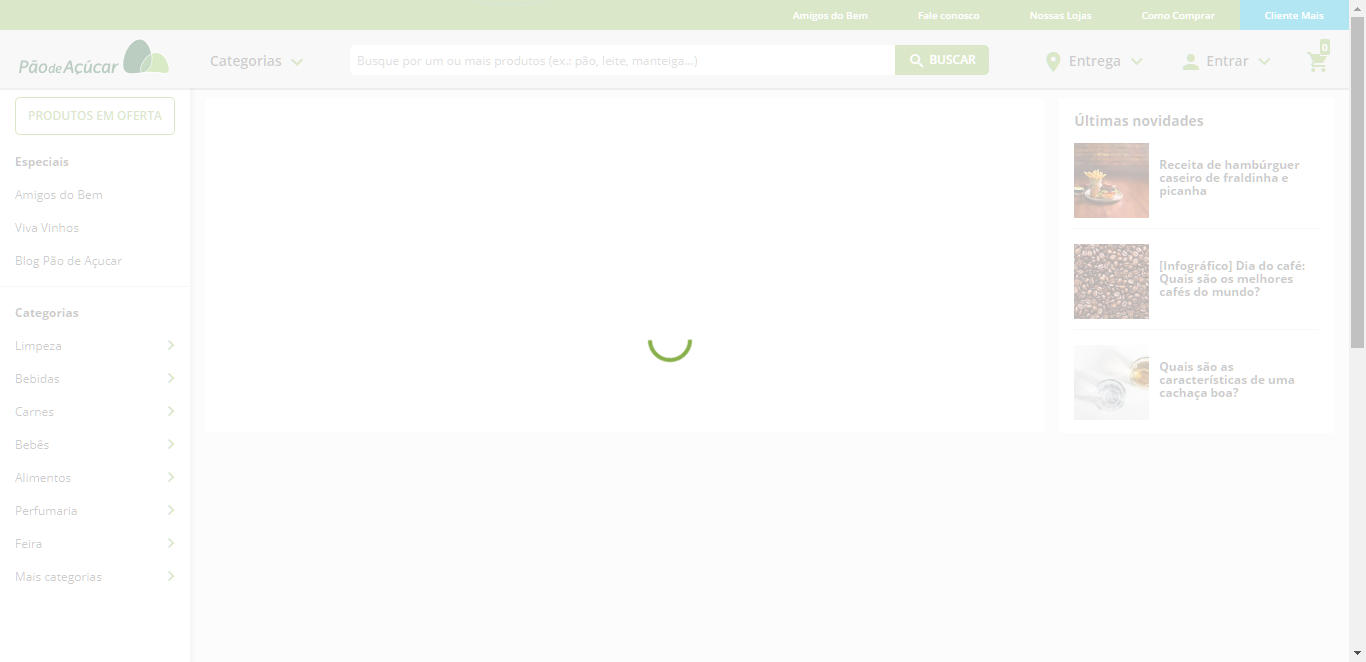 Amigos do Bem
Fale conosco
Nossas Lojas
Como Comprar
Cliente Mais
Pão de Açúcar
Categorias
Busque por um ou mais produtos (ex.: pão, leite, manteiga...)
BUSCAR
Entrega
Entrar
0
PRODUTOS EM OFERTA
Especiais
Amigos do Bem
Viva Vinhos
Blog Pão de Açucar
Categorias
Limpeza
Bebidas
Carnes
Bebês
Alimentos
Perfumaria
Feira
Mais categorias
Últimas novidades
Receita de hambúrguer
caseiro de fraldinha e
picanha
[Infográfico] Dia do café:
Quais são os melhores
cafés do mundo?
Quais são as
características de uma
cachaça boa?